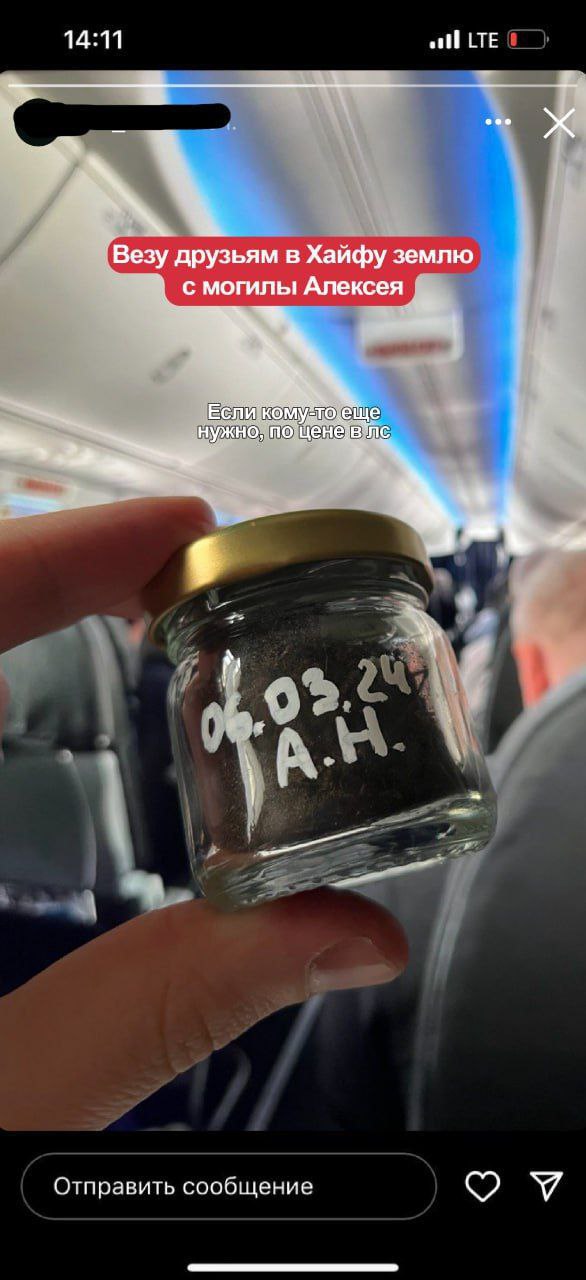 14:11
LTE
Везу друзьям в Хайфу землю
с могилы Алексея
Если кому-то еще
нужно, по цене в лс
06.03.24
А.Н.
Отправить сообщение